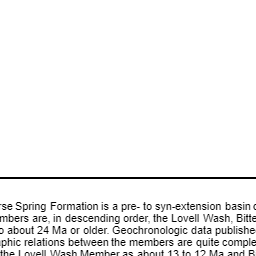 rse Spring Formation is a pre- to syn-extension basin
mbers are, in descending order, the Lovell Wash, Bitte
o about 24 Ma or older. Geochronologic data publishe
aphic relations between the members are quite comple
the Lovell Wash Member as about 13 to 12 Ma and B